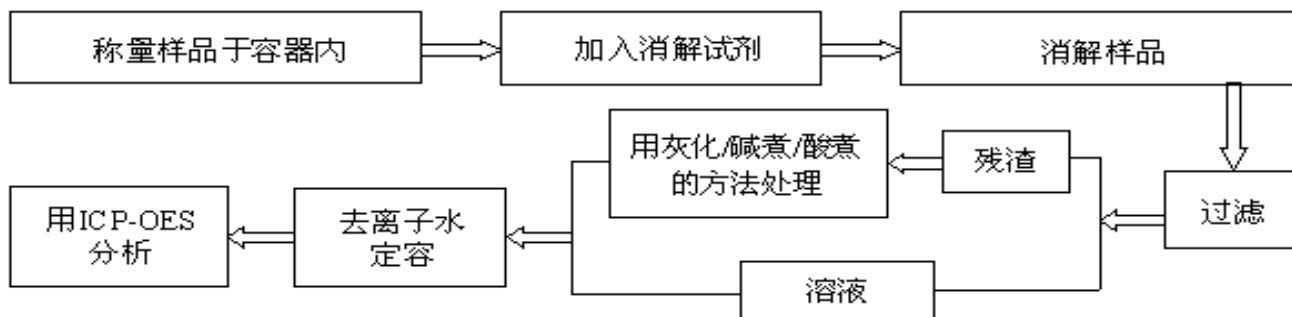 称量样品于容器内
加入消解试剂
消解样品
过滤
残渣
用灰化/碱煮/酸煮
的方法处理
溶液
去离子水
定容
用ICP-OES
分析